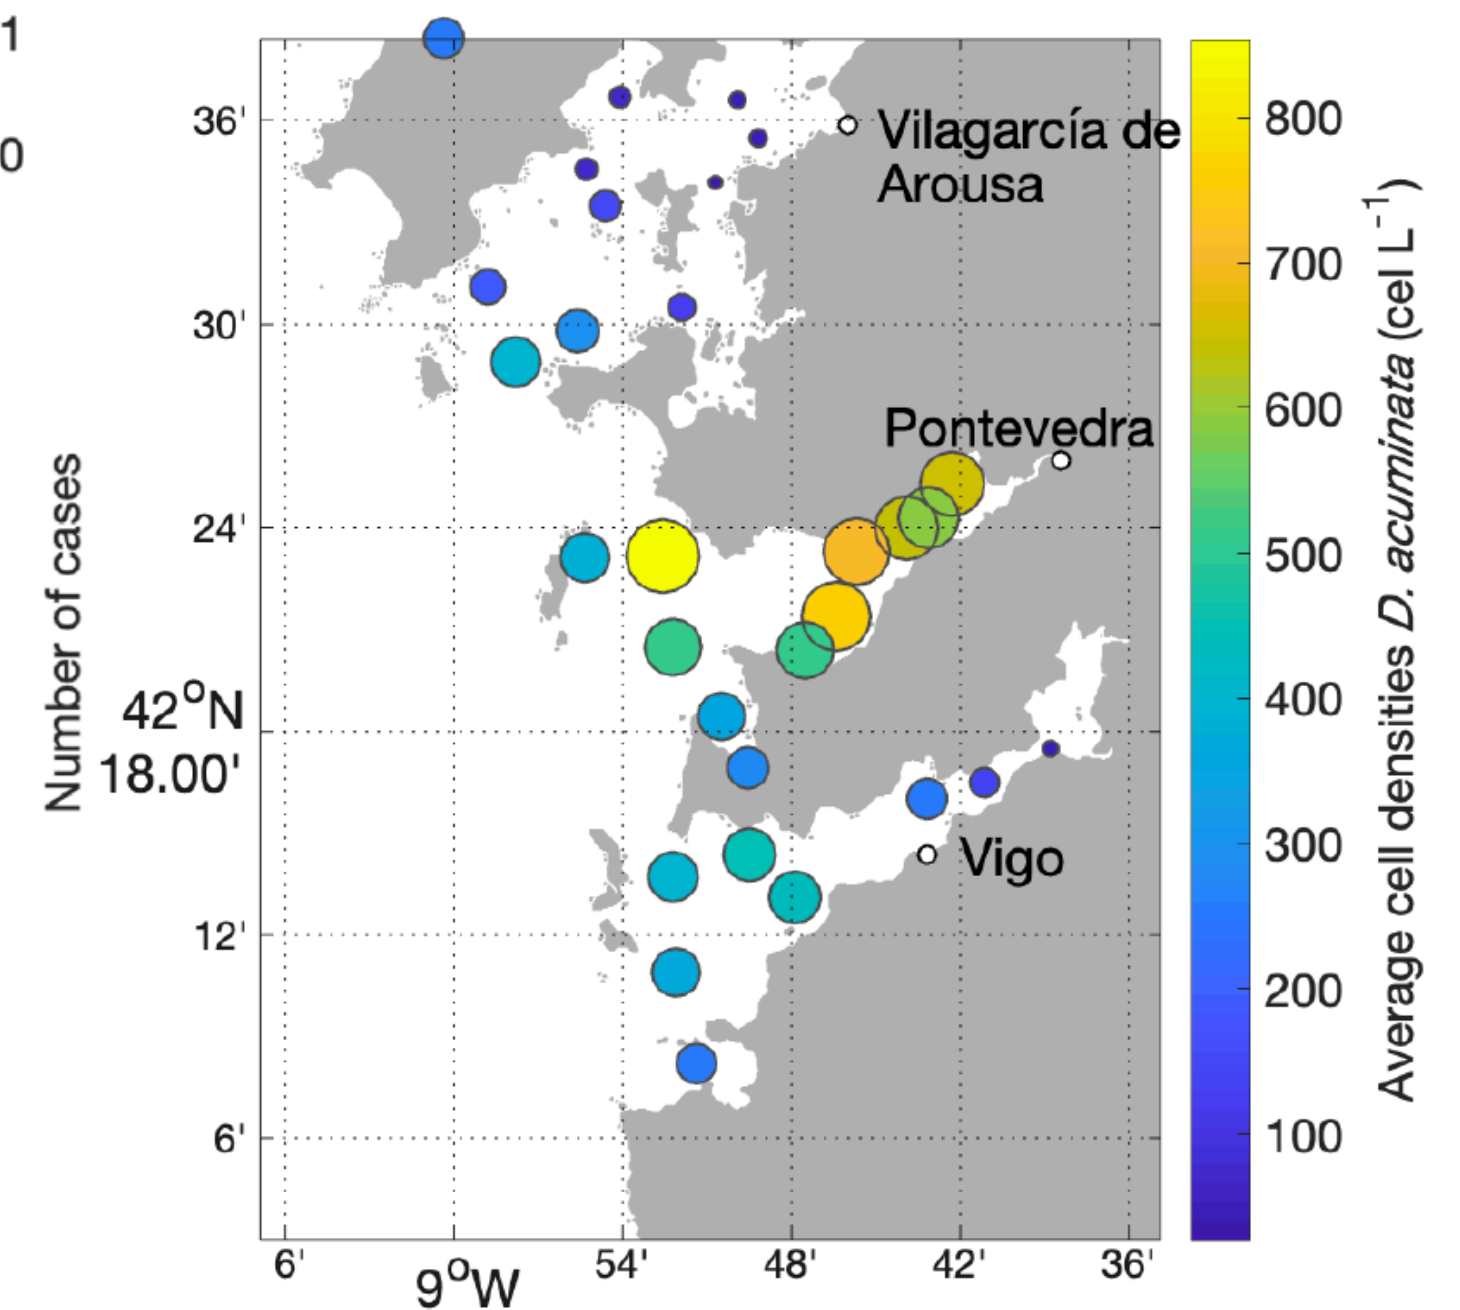 1
0
Number of cases
36'
30'
24'
42°N
18.00'
12'
6'
Vilagarcía de
Arousa
Pontevedra
Vigo
6'
9°W
54'
48'
42'
36'
800
700
600
500
400
300
200
100
Average cell densities D. acuminata (cel L⁻¹)